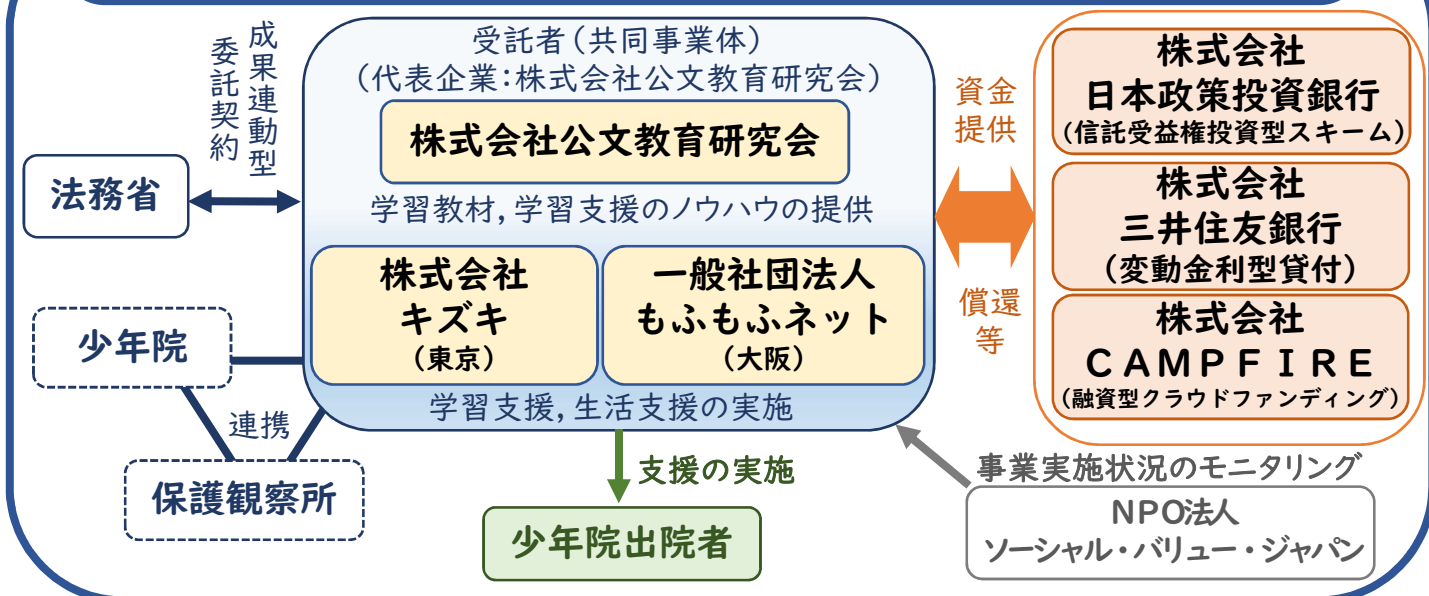 成果連動型
委託契約
法務省
少年院
連携
保護観察所
受託者（共同事業体）
（代表企業：株式会社公文教育研究会）
株式会社公文教育研究会
学習教材，学習支援のノウハウの提供
株式会社
キズキ
（東京）
一般社団法人
もふもふネット
（大阪）
学習支援，生活支援の実施
支援の実施
少年院出院者
資金
提供
償還
等
株式会社
日本政策投資銀行
（信託受益権投資型スキーム）
株式会社
三井住友銀行
（変動金利型貸付）
株式会社
ＣＡＭＰＦＩＲＥ
（融資型クラウドファンディング）
事業実施状況のモニタリング
NPO法人
ソーシャル・バリュー・ジャパン